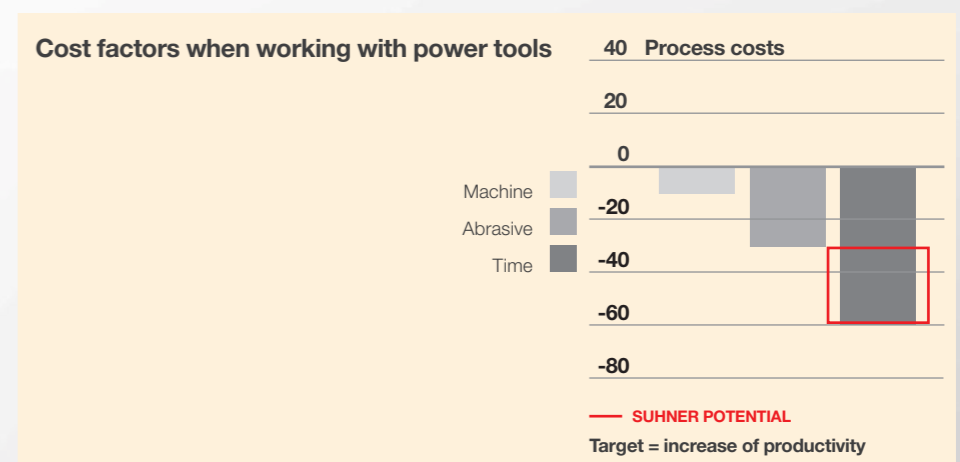 Cost factors when working with power tools
40 Process costs
20
0
Machine
-20
Abrasive
Time
-40
-60
-80
SUHNER POTENTIAL
Target = increase of productivity